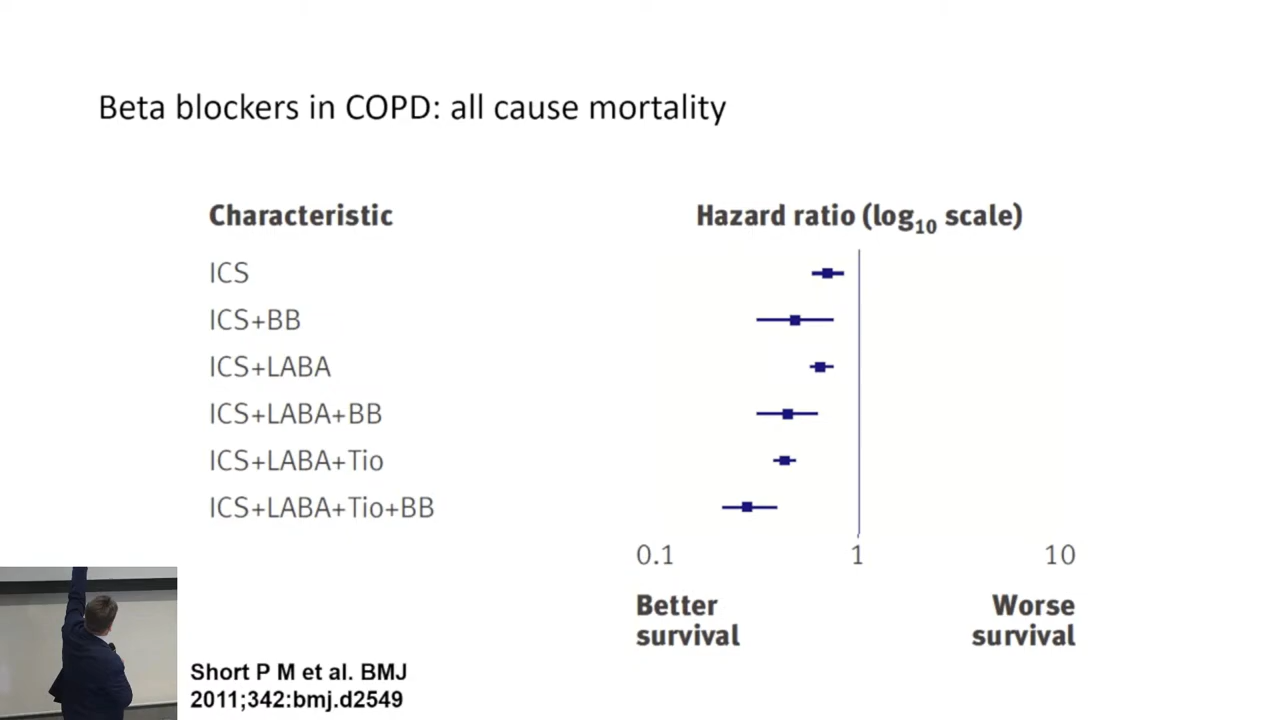 Beta blockers in COPD: all cause mortality
Characteristic
Hazard ratio (log10 scale)
ICS
ICS+BB
ICS+LABA
ICS+LABA+BB
ICS+LABA+Tio
ICS+LABA+Tio+BB
0.1 1 10
Better survival
Worse survival
Short P M et al. BMJ
2011;342:bmj.d2549